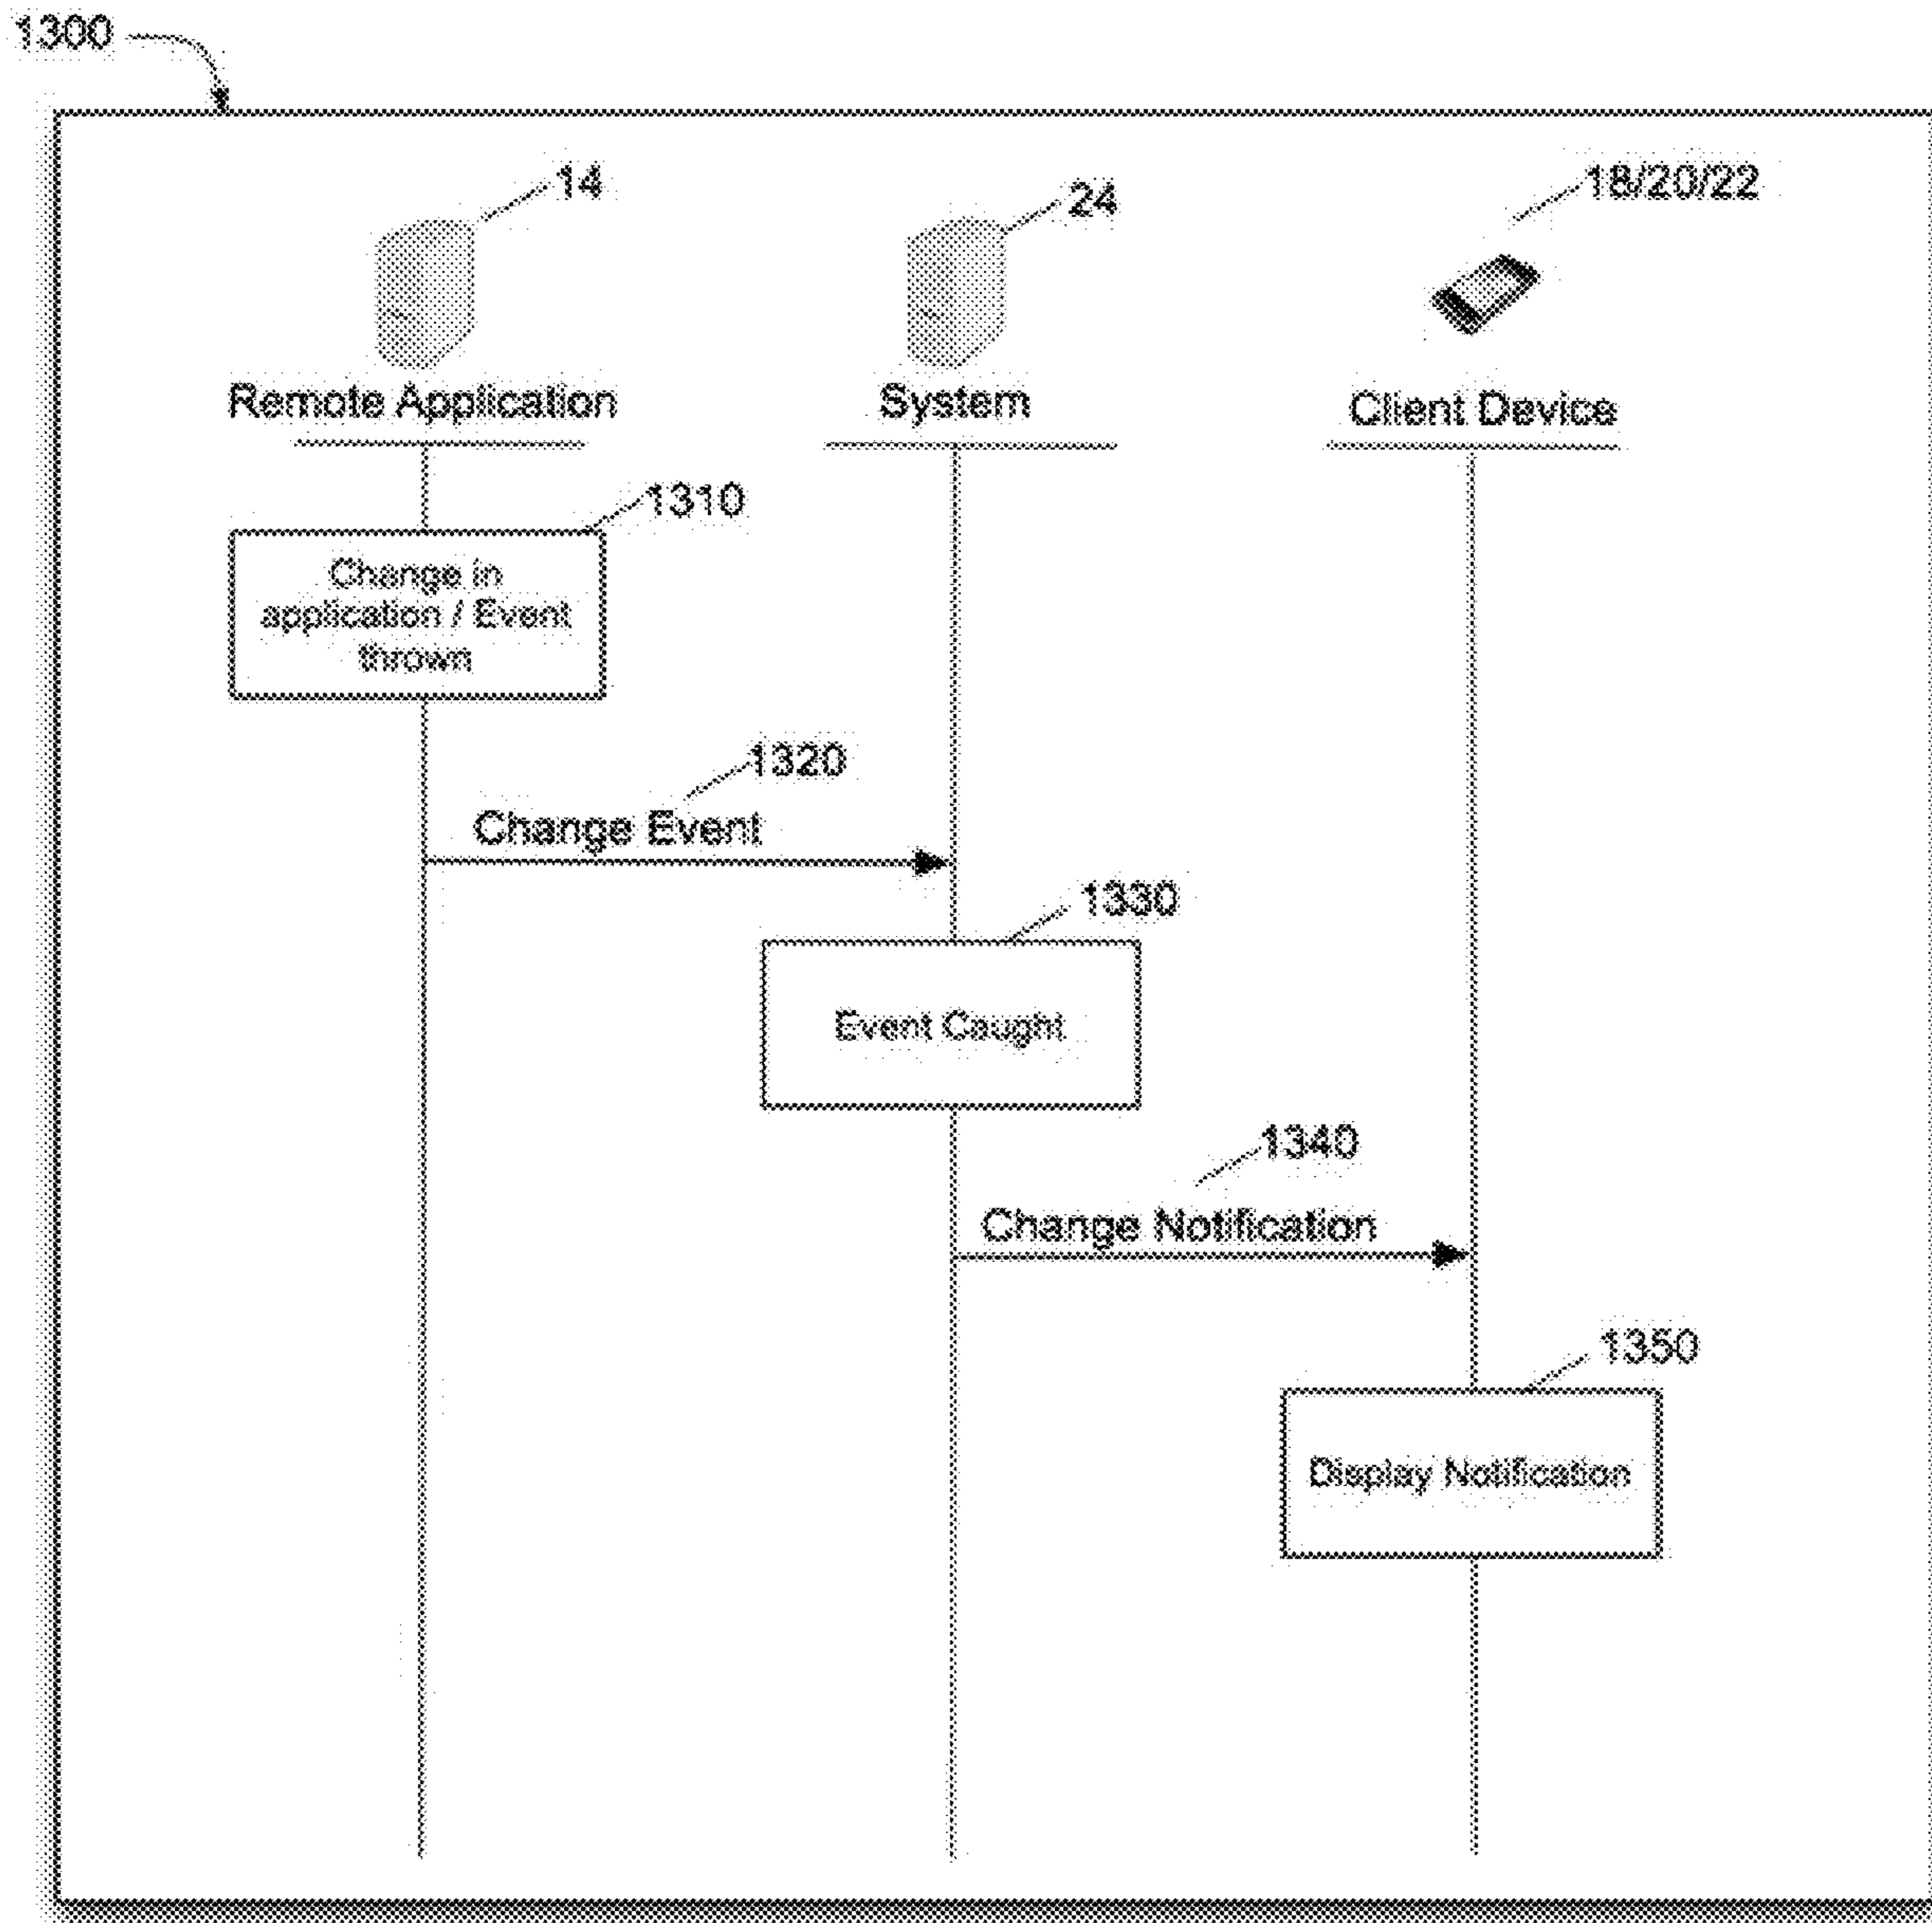 1300
14
24
18/20/22
Remote Application
System
Client Device
1310
Change in
application / Event
thrown
1320
Change Event
1330
Event Caught
1340
Change Notification
1350
Display Notification